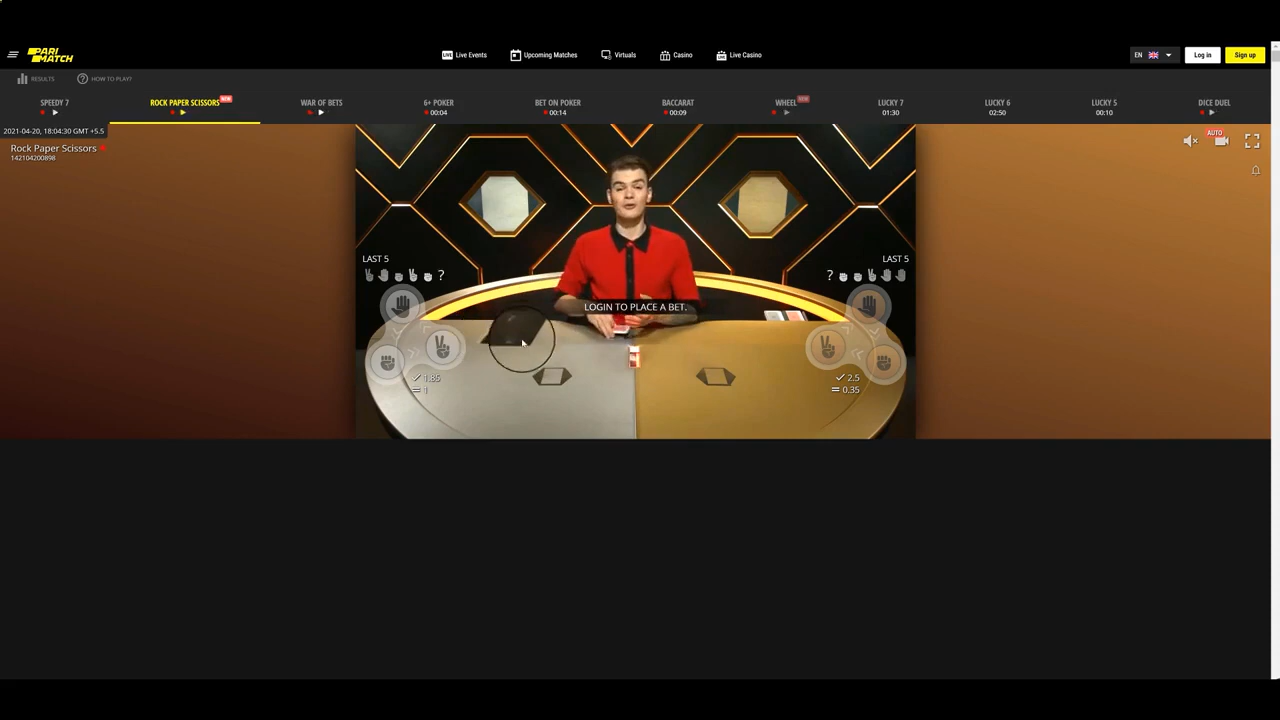 PARI MATCH
Live Events
Upcoming Matches
Virtuals
Casino
Live Casino
EN
Log in
Sign up
RESULTS
HOW TO PLAY?
SPEEDY 7
ROCK PAPER SCISSORS NEW
WAR OF BETS
6+ POKER
00:04
BET ON POKER
00:14
BACCARAT
00:09
WHEEL NEW
LUCKY 7
01:30
LUCKY 6
02:50
LUCKY 5
00:10
DICE DUEL
2021-04-20, 18:04:30 GMT +5.5
Rock Paper Scissors
142104200898
AUTO
LAST 5
?
LAST 5
?
LOGIN TO PLACE A BET.
1.85
= 1
2.5
= 0.35